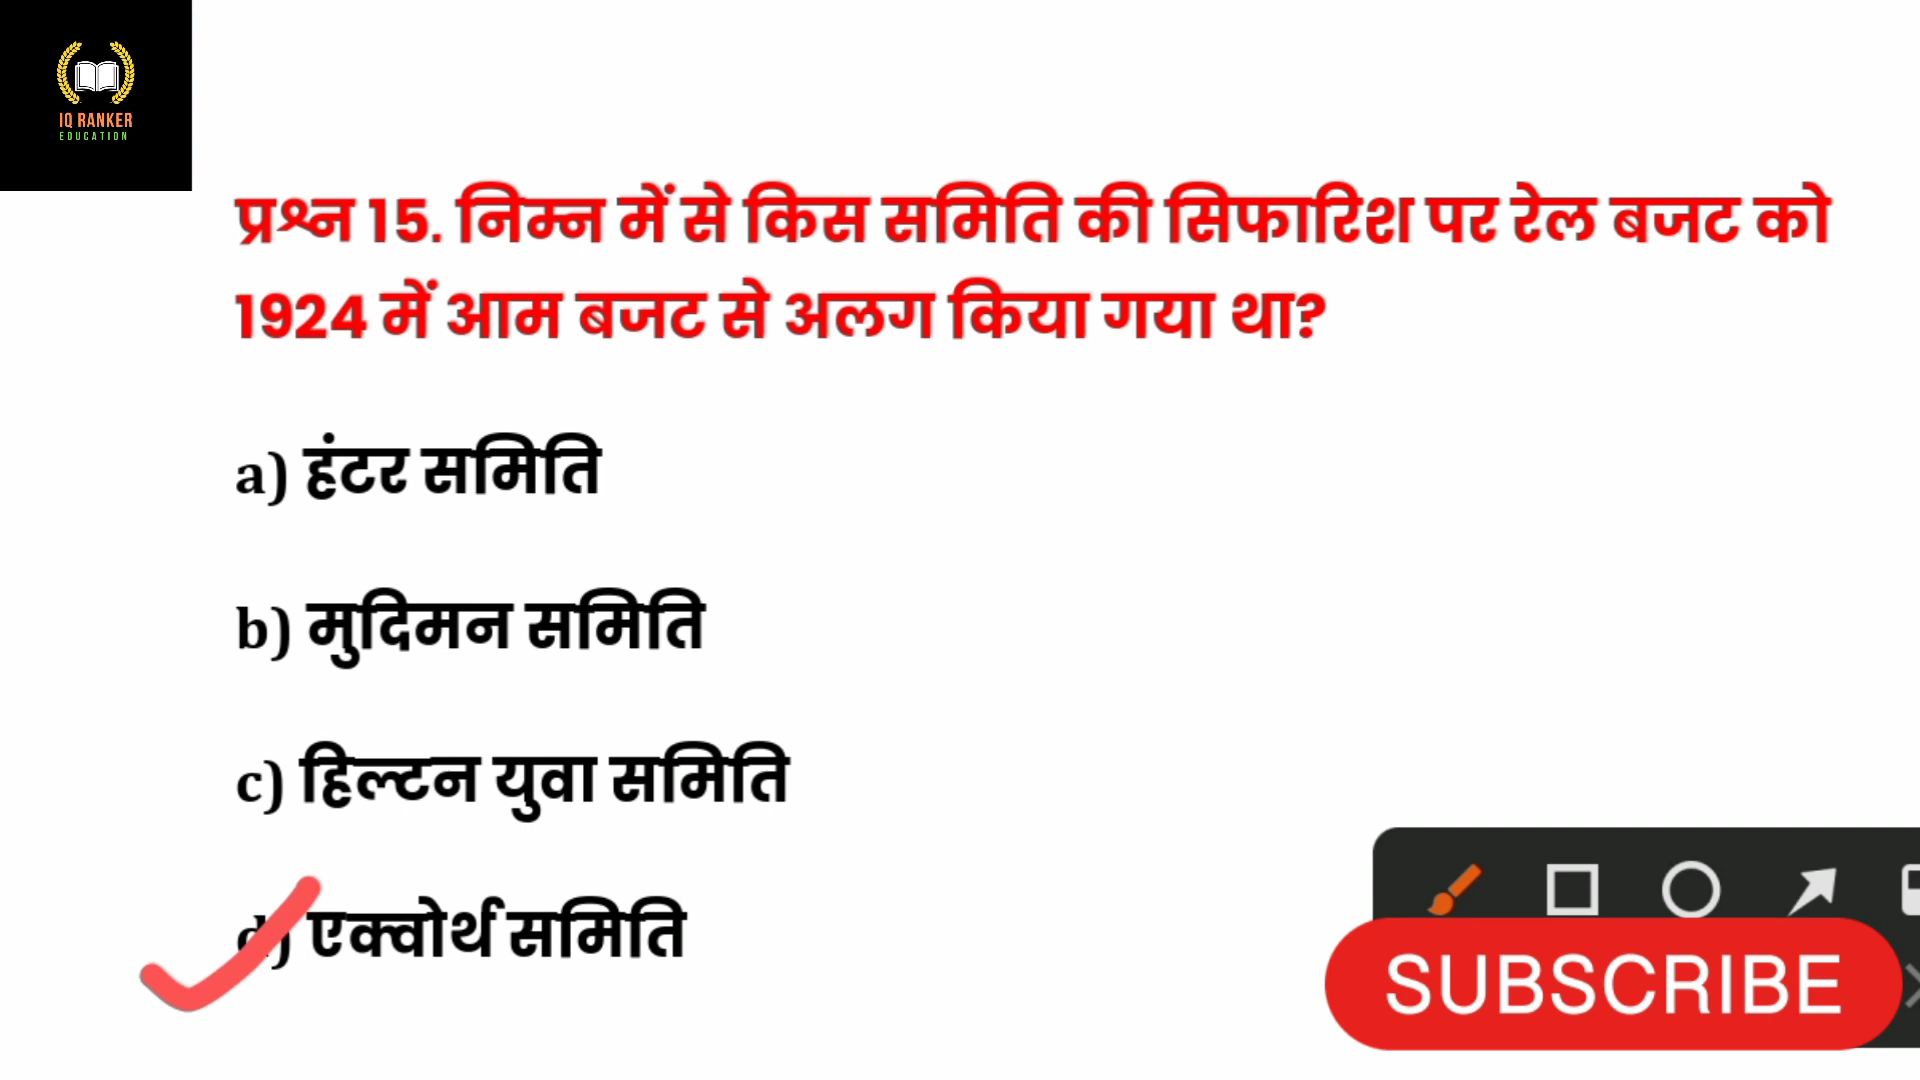 IQ RANKER
EDUCATION
प्रश्न 15. निम्न में से किस समिति की सिफारिश पर रेल बजट को
1924 में आम बजट से अलग किया गया था?
a) हंटर समिति
b) मुदिमन समिति
c) हिल्टन युवा समिति
d) एक्वोर्थ समिति
SUBSCRIBE